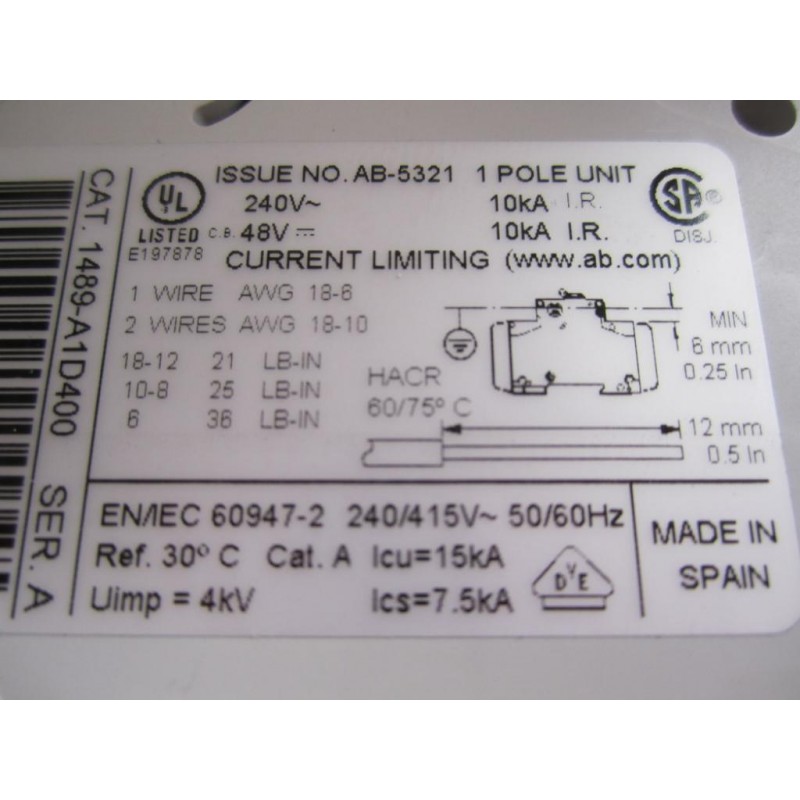 CAT. 1489-A1D400 SER. A
UL
LISTED C.B.
E197878
ISSUE NO. AB-5321 1 POLE UNIT
240V~ 10kA I.R.
48V⎓ 10kA I.R.
SA ®
DISJ.
CURRENT LIMITING (www.ab.com)
1 WIRE AWG 18-6
2 WIRES AWG 18-10
18-12 21 LB-IN
10-8 25 LB-IN
6 36 LB-IN
HACR
60/75° C
MIN
6 mm
0.25 In
12 mm
0.5 In
EN/IEC 60947-2 240/415V~ 50/60Hz
Ref. 30° C Cat. A Icu=15kA
Uimp = 4kV Ics=7.5kA
DVE
MADE IN
SPAIN